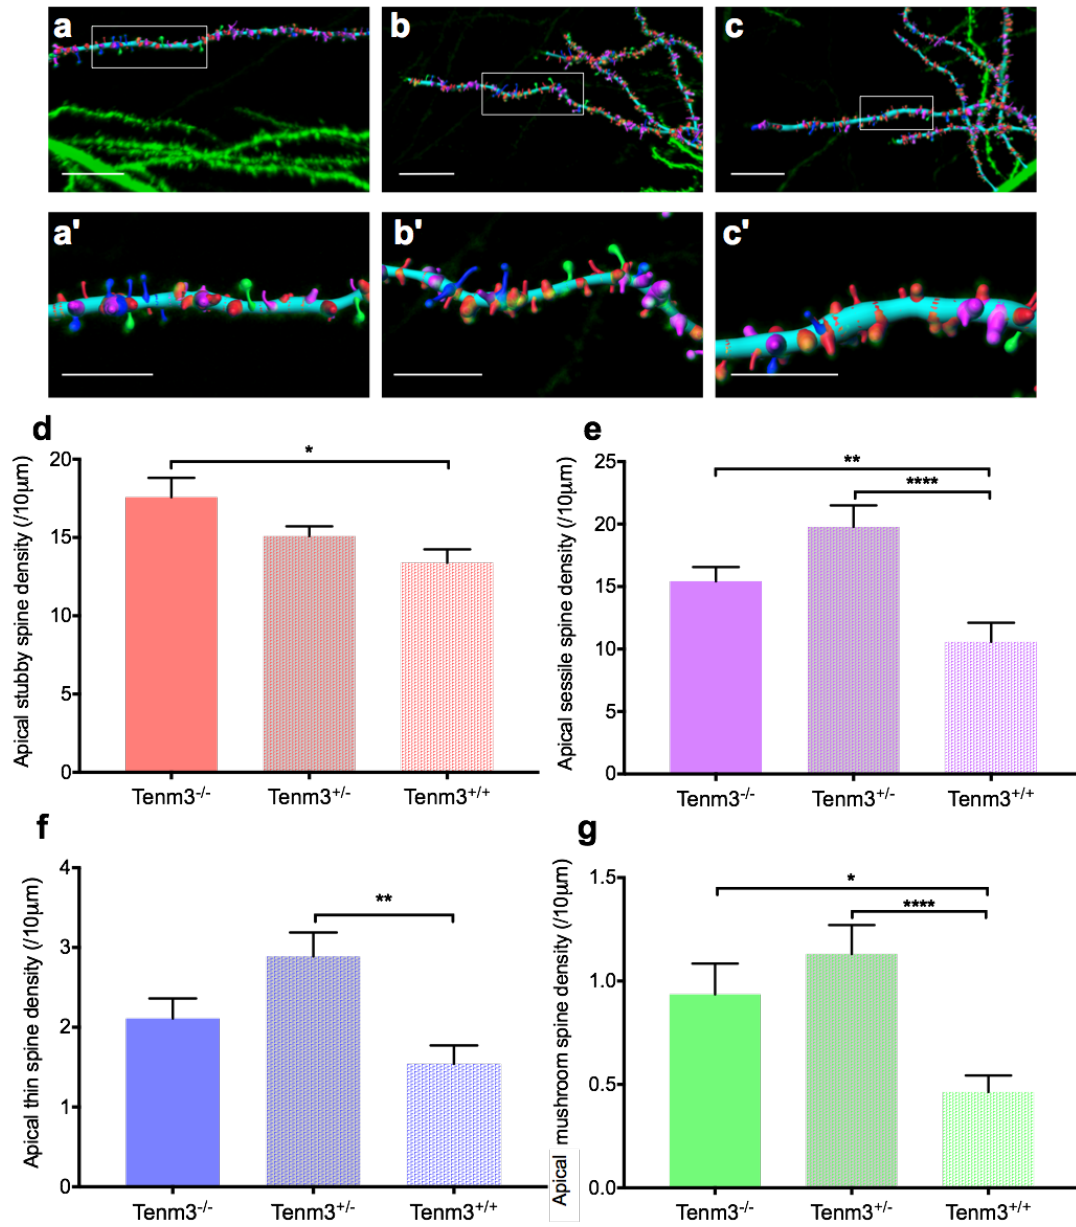 a
b
c
a'
b'
c'
d
Apical stubby spine density (/10µm)
20
15
10
5
0
*
Tenm3-/-
Tenm3+/-
Tenm3+/+
e
Apical sessile spine density (/10µm)
25
20
15
10
5
0
**
****
Tenm3-/-
Tenm3+/-
Tenm3+/+
f
Apical thin spine density (/10µm)
4
3
2
1
0
**
Tenm3-/-
Tenm3+/-
Tenm3+/+
g
Apical mushroom spine density (/10µm)
1.5
1.0
0.5
0.0
*
****
Tenm3-/-
Tenm3+/-
Tenm3+/+